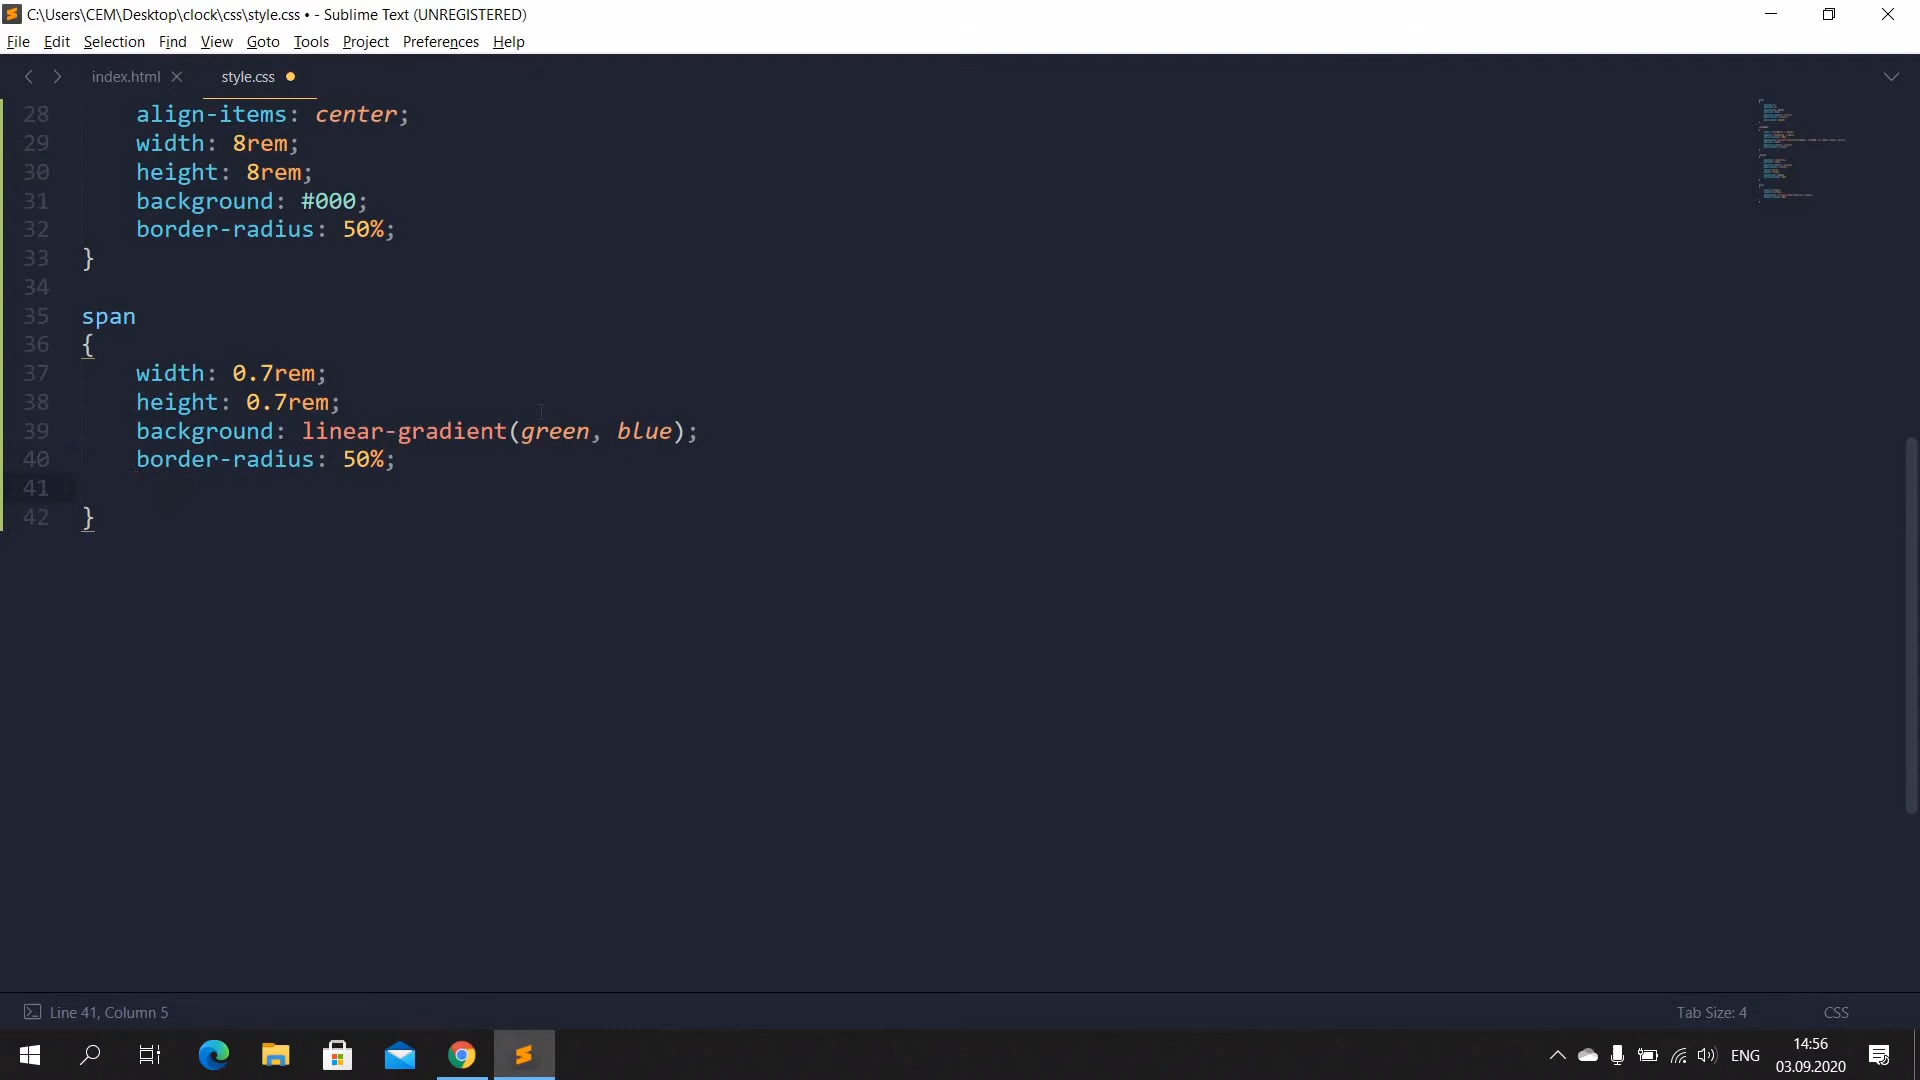 C:\Users\CEM\Desktop\clock\css\style.css • - Sublime Text (UNREGISTERED)
File Edit Selection Find View Goto Tools Project Preferences Help
index.html style.css
28 align-items: center;
29 width: 8rem;
30 height: 8rem;
31 background: #000;
32 border-radius: 50%;
33 }
34
35 span
36 {
37 width: 0.7rem;
38 height: 0.7rem;
39 background: linear-gradient(green, blue);
40 border-radius: 50%;
41
42 }
Line 41, Column 5 Tab Size: 4 CSS
ENG 14:56
03.09.2020